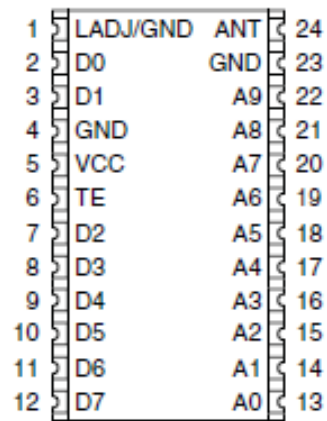 1 LADJ/GND ANT 24
2 D0 GND 23
3 D1 A9 22
4 GND A8 21
5 VCC A7 20
6 TE A6 19
7 D2 A5 18
8 D3 A4 17
9 D4 A3 16
10 D5 A2 15
11 D6 A1 14
12 D7 A0 13